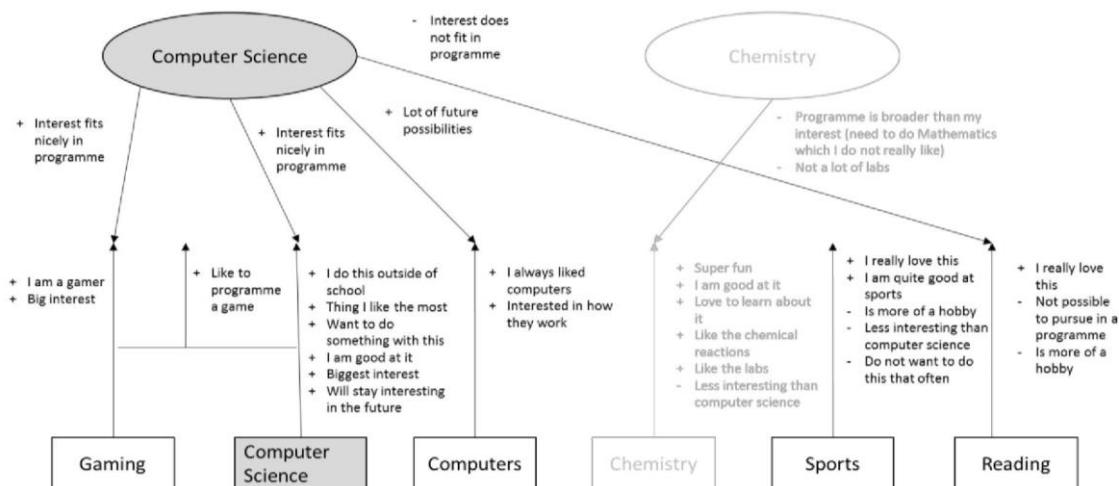 Computer Science
- Interest does
not fit in
programme
Chemistry
+ Interest fits
nicely in
programme
+ Interest fits
nicely in
programme
+ Lot of future
possibilities
- Programme is broader than my
interest (need to do Mathematics
which I do not really like)
- Not a lot of labs
+ I am a gamer
+ Big interest
+ Like to
programme
a game
+ I do this outside of
school
+ Thing I like the most
+ Want to do
something with this
+ I am good at it
+ Biggest interest
+ Will stay interesting
in the future
+ I always liked
computers
+ Interested in how
they work
+ Super fun
+ I am good at it
+ Love to learn about
it
+ Like the chemical
reactions
+ Like the labs
- Less interesting than
computer science
+ I really love this
+ I am quite good at
sports
- Is more of a hobby
- Less interesting than
computer science
- Do not want to do
this that often
+ I really love
this
- Not possible
to pursue in a
programme
- Is more of a
hobby
Gaming
Computer
Science
Computers
Chemistry
Sports
Reading